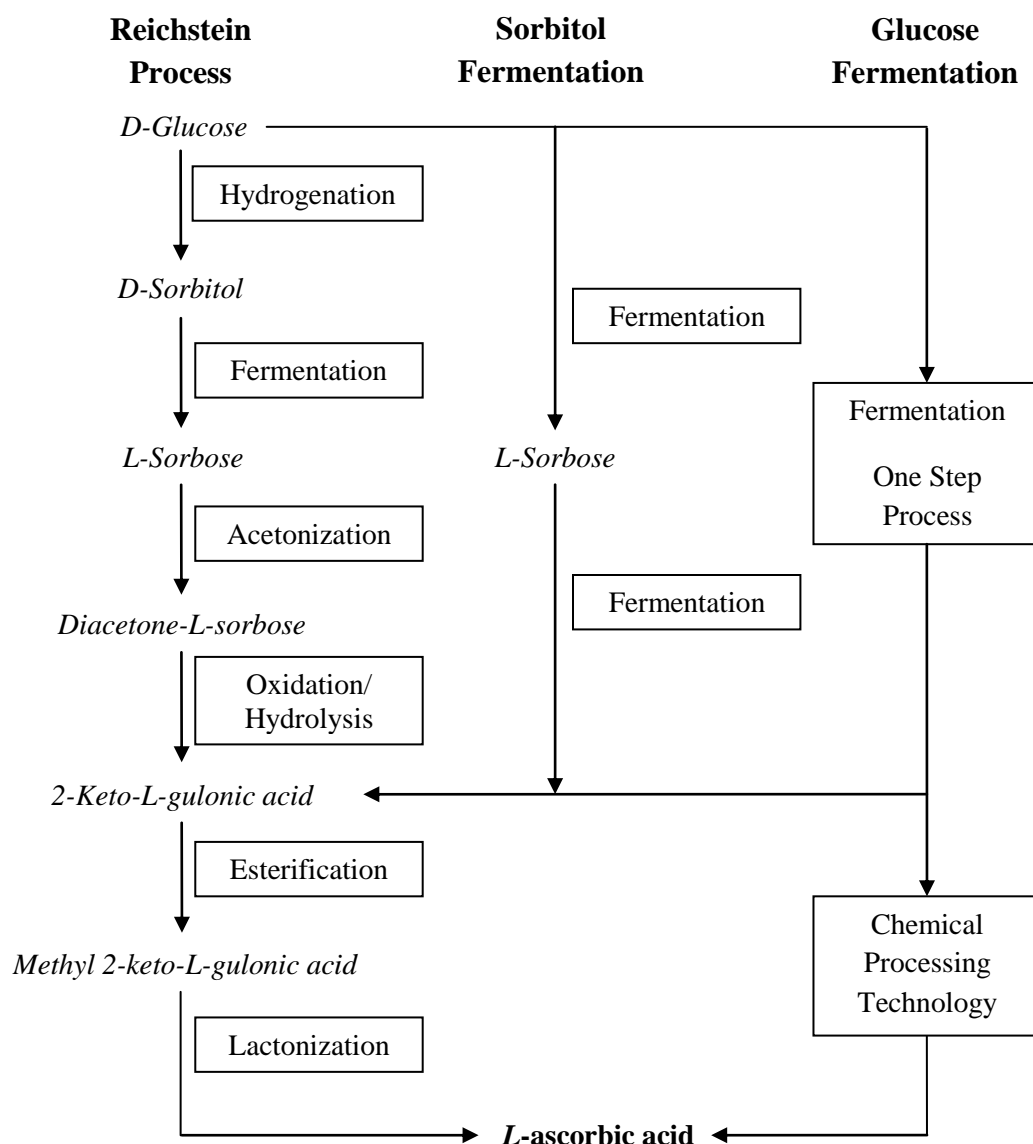 Reichstein
Process
Sorbitol
Fermentation
Glucose
Fermentation
D-Glucose
Hydrogenation
D-Sorbitol
Fermentation
Fermentation
Fermentation
One Step
Process
L-Sorbose
L-Sorbose
Acetonization
Fermentation
Diacetone-L-sorbose
Oxidation/
Hydrolysis
2-Keto-L-gulonic acid
Esterification
Chemical
Processing
Technology
Methyl 2-keto-L-gulonic acid
Lactonization
L-ascorbic acid